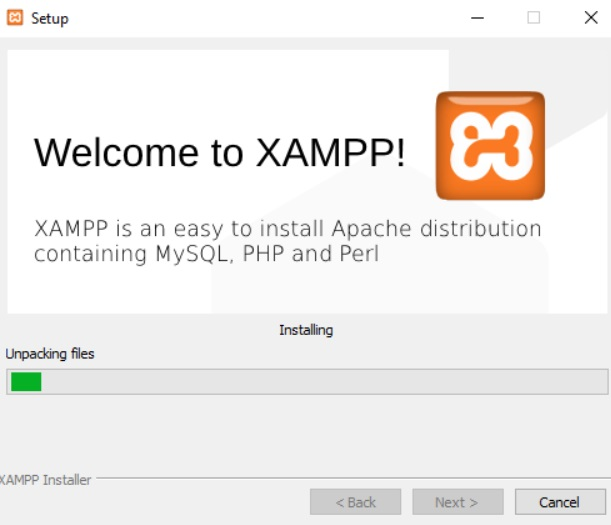 Setup
Welcome to XAMPP!
XAMPP is an easy to install Apache distribution
containing MySQL, PHP and Perl
Installing
Unpacking files
XAMPP Installer
< Back
Next >
Cancel